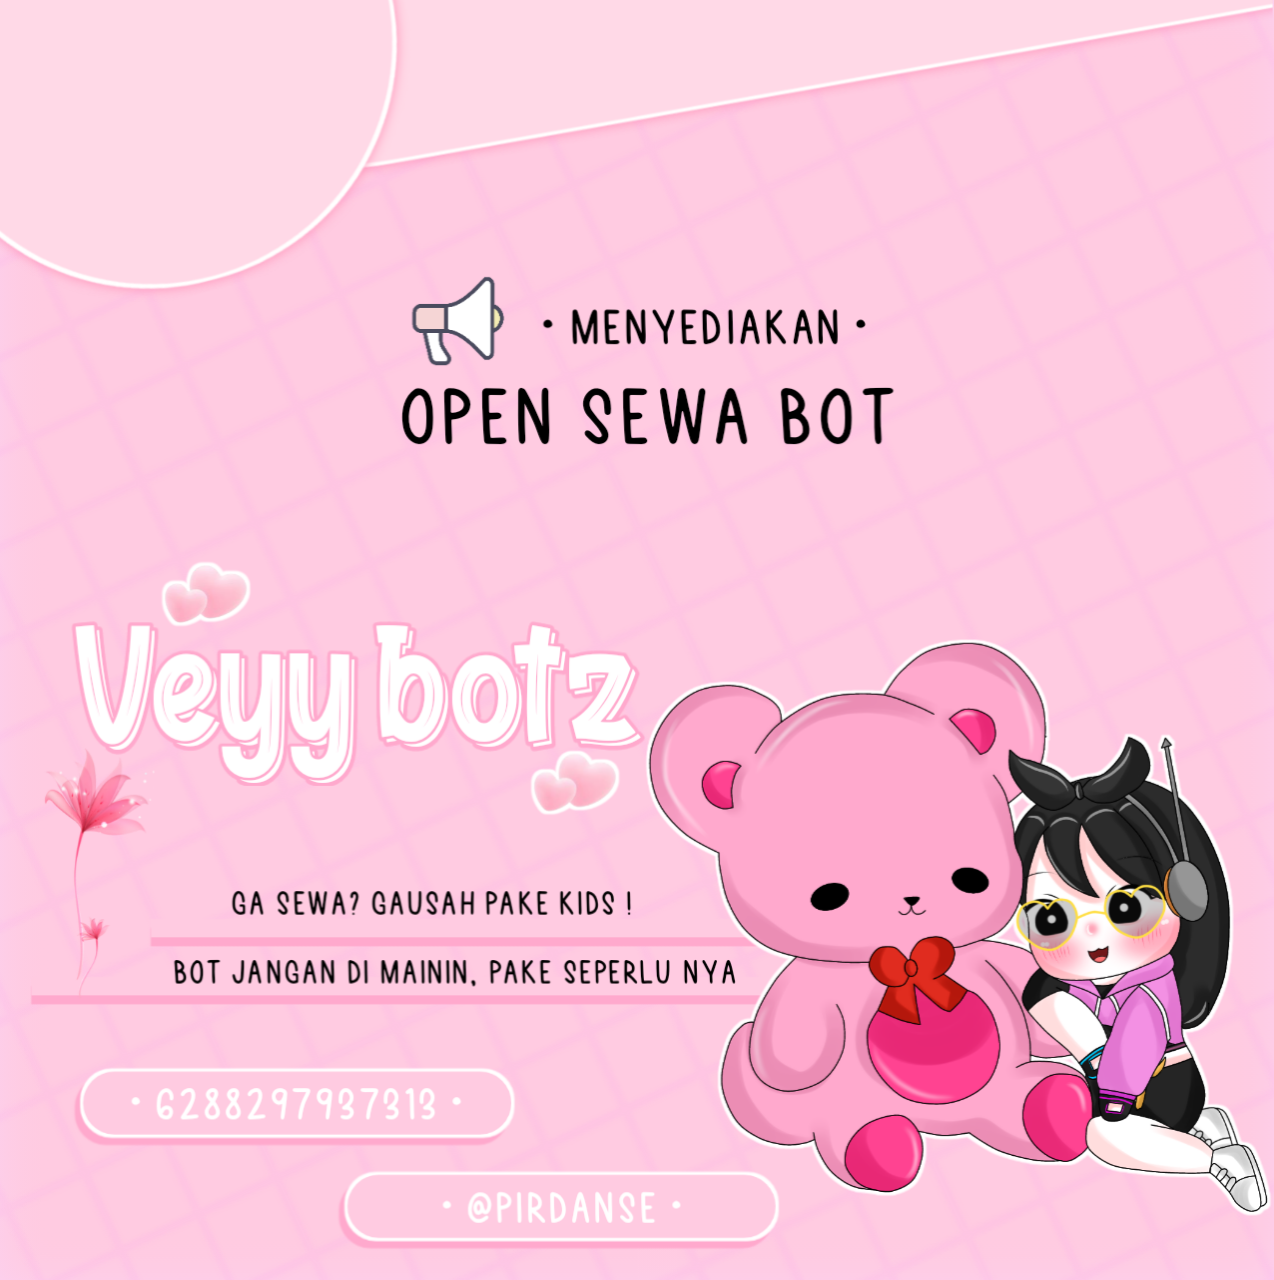 • MENYEDIAKAN •
OPEN SEWA BOT
Veyy botz
GA SEWA? GAUSAH PAKE KIDS !
BOT JANGAN DI MAININ, PAKE SEPERLU NYA
• 6288297937313 •
• @PIRDANSE •